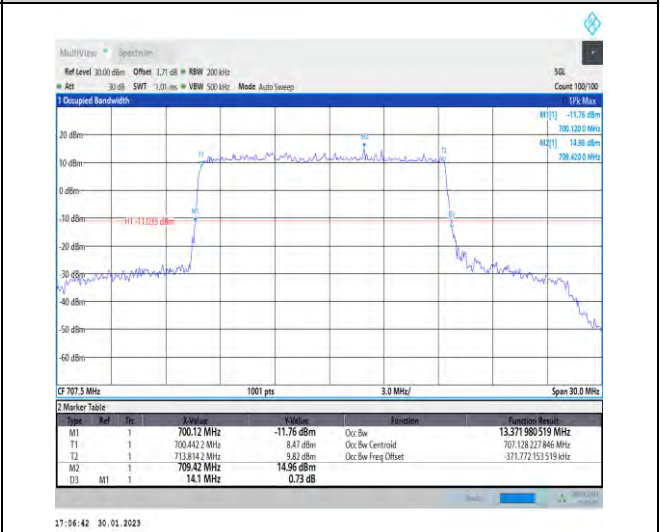 MultiView Spectrum
Ref Level 30.00 dBm Offset 3.71 dB RBW 200 kHz SGL
Att 30 dB SWT 1.01 ms VBW 500 kHz Mode Auto Sweep Count 100/100
1 Occupied Bandwidth 1Pk Max
M1[1] -11.76 dBm
700.120 0 MHz
M2[1] 14.96 dBm
709.420 0 MHz
20 dBm
M2
T1 T2
10 dBm
0 dBm
M1 D3
-10 dBm
H1 -11.035 dBm
-20 dBm
-30 dBm
-40 dBm
-50 dBm
-60 dBm
CF 707.5 MHz 1001 pts 3.0 MHz/ Span 30.0 MHz
2 Marker Table
Type Ref Trc X-Value Y-Value Function Function Result
M1 1 700.12 MHz -11.76 dBm Occ Bw 13.371 980 519 MHz
T1 1 700.442 2 MHz 8.47 dBm Occ Bw Centroid 707.128 227 846 MHz
T2 1 713.814 2 MHz 9.82 dBm Occ Bw Freq Offset -371.772 153 519 kHz
M2 1 709.42 MHz 14.96 dBm
D3 M1 1 14.1 MHz 0.73 dB
17:06:42 30.01.2023